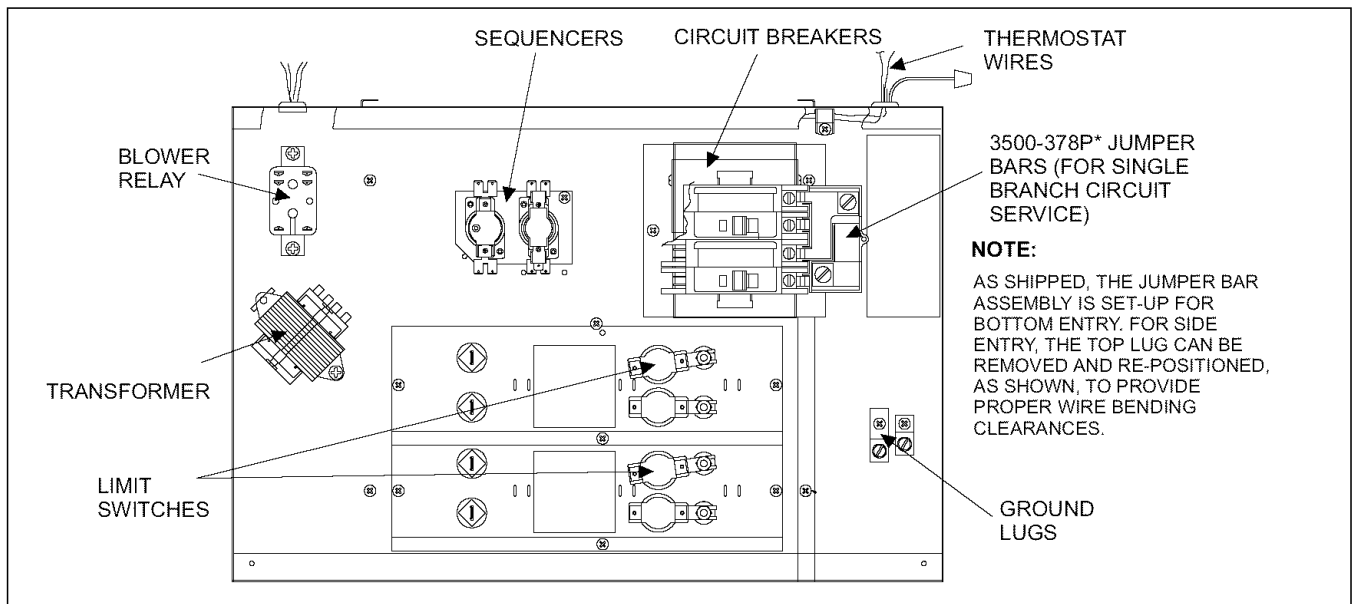 SEQUENCERS
CIRCUIT BREAKERS
THERMOSTAT
WIRES
BLOWER
RELAY
3500-378P* JUMPER
BARS (FOR SINGLE
BRANCH CIRCUIT
SERVICE)
NOTE:
AS SHIPPED, THE JUMPER BAR
ASSEMBLY IS SET-UP FOR
BOTTOM ENTRY. FOR SIDE
ENTRY, THE TOP LUG CAN BE
REMOVED AND RE-POSITIONED,
AS SHOWN, TO PROVIDE
PROPER WIRE BENDING
CLEARANCES.
TRANSFORMER
LIMIT
SWITCHES
GROUND
LUGS